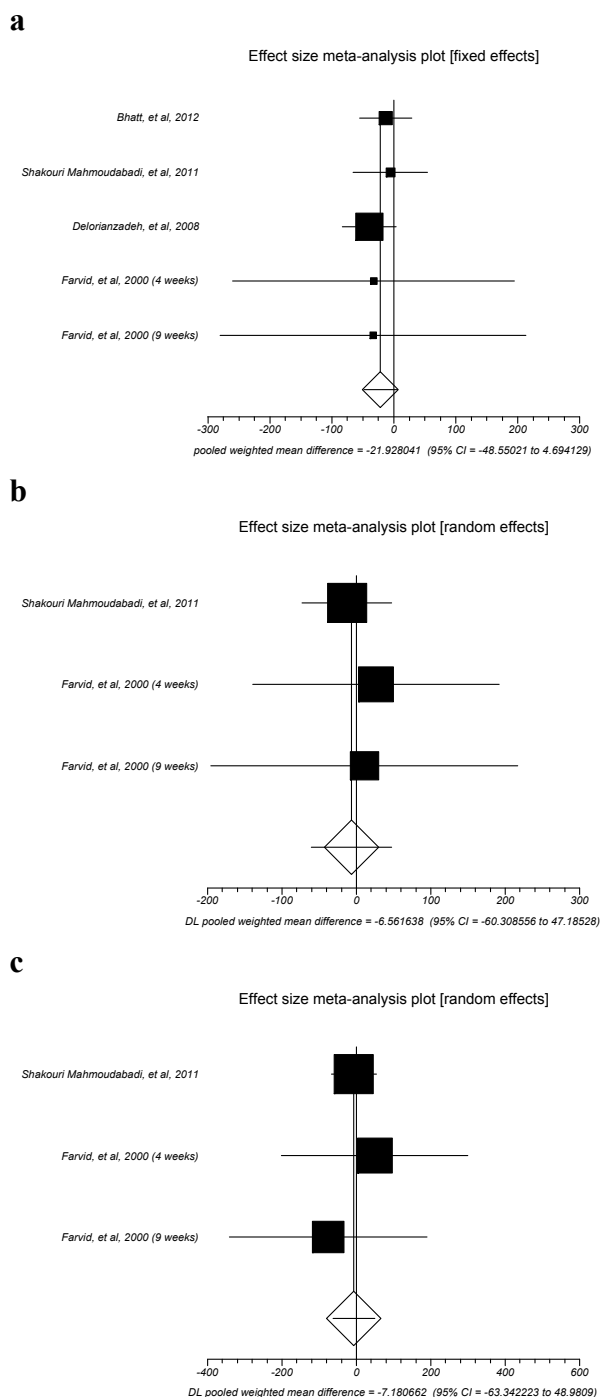 a
Effect size meta-analysis plot [fixed effects]
Bhatt, et al, 2012
Shakouri Mahmoudabadi, et al, 2011
Delorianzadeh, et al, 2008
Farvid, et al, 2000 (4 weeks)
Farvid, et al, 2000 (9 weeks)
-300 -200 -100 0 100 200 300
pooled weighted mean difference = -21.928041 (95% CI = -48.55021 to 4.694129)
b
Effect size meta-analysis plot [random effects]
Shakouri Mahmoudabadi, et al, 2011
Farvid, et al, 2000 (4 weeks)
Farvid, et al, 2000 (9 weeks)
-200 -100 0 100 200 300
DL pooled weighted mean difference = -6.561638 (95% CI = -60.308556 to 47.18528)
c
Effect size meta-analysis plot [random effects]
Shakouri Mahmoudabadi, et al, 2011
Farvid, et al, 2000 (4 weeks)
Farvid, et al, 2000 (9 weeks)
-400 -200 0 200 400 600
DL pooled weighted mean difference = -7.180662 (95% CI = -63.342223 to 48.9809)